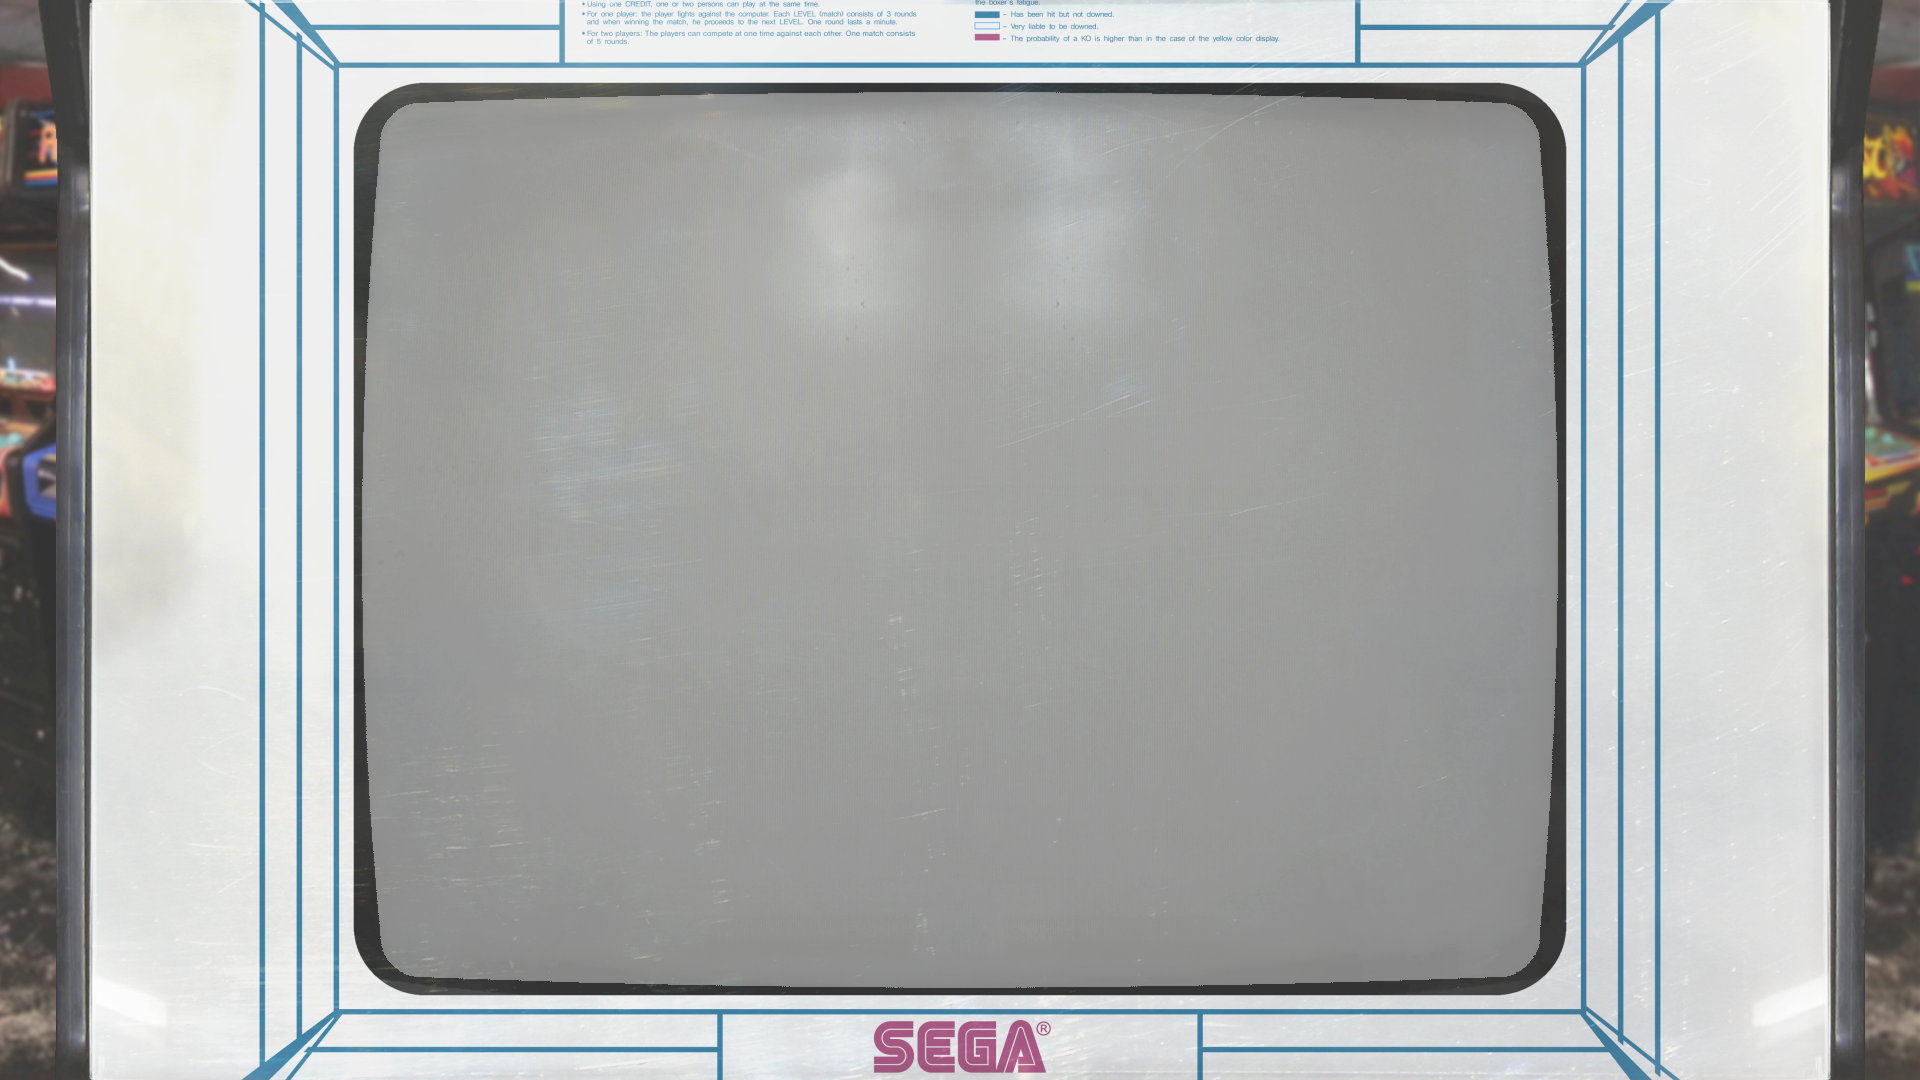 • Using one CREDIT, one or two persons can play at the same time.
• For one player: the player fights against the computer. Each LEVEL (match) consists of 3 rounds
and when winning the match, he proceeds to the next LEVEL. One round lasts a minute.
• For two players: The players can compete at one time against each other. One match consists
of 5 rounds.
the boxer's fatigue.
– Has been hit but not downed.
– Very liable to be downed.
– The probability of a KO is higher than in the case of the yellow color display.
SEGA®